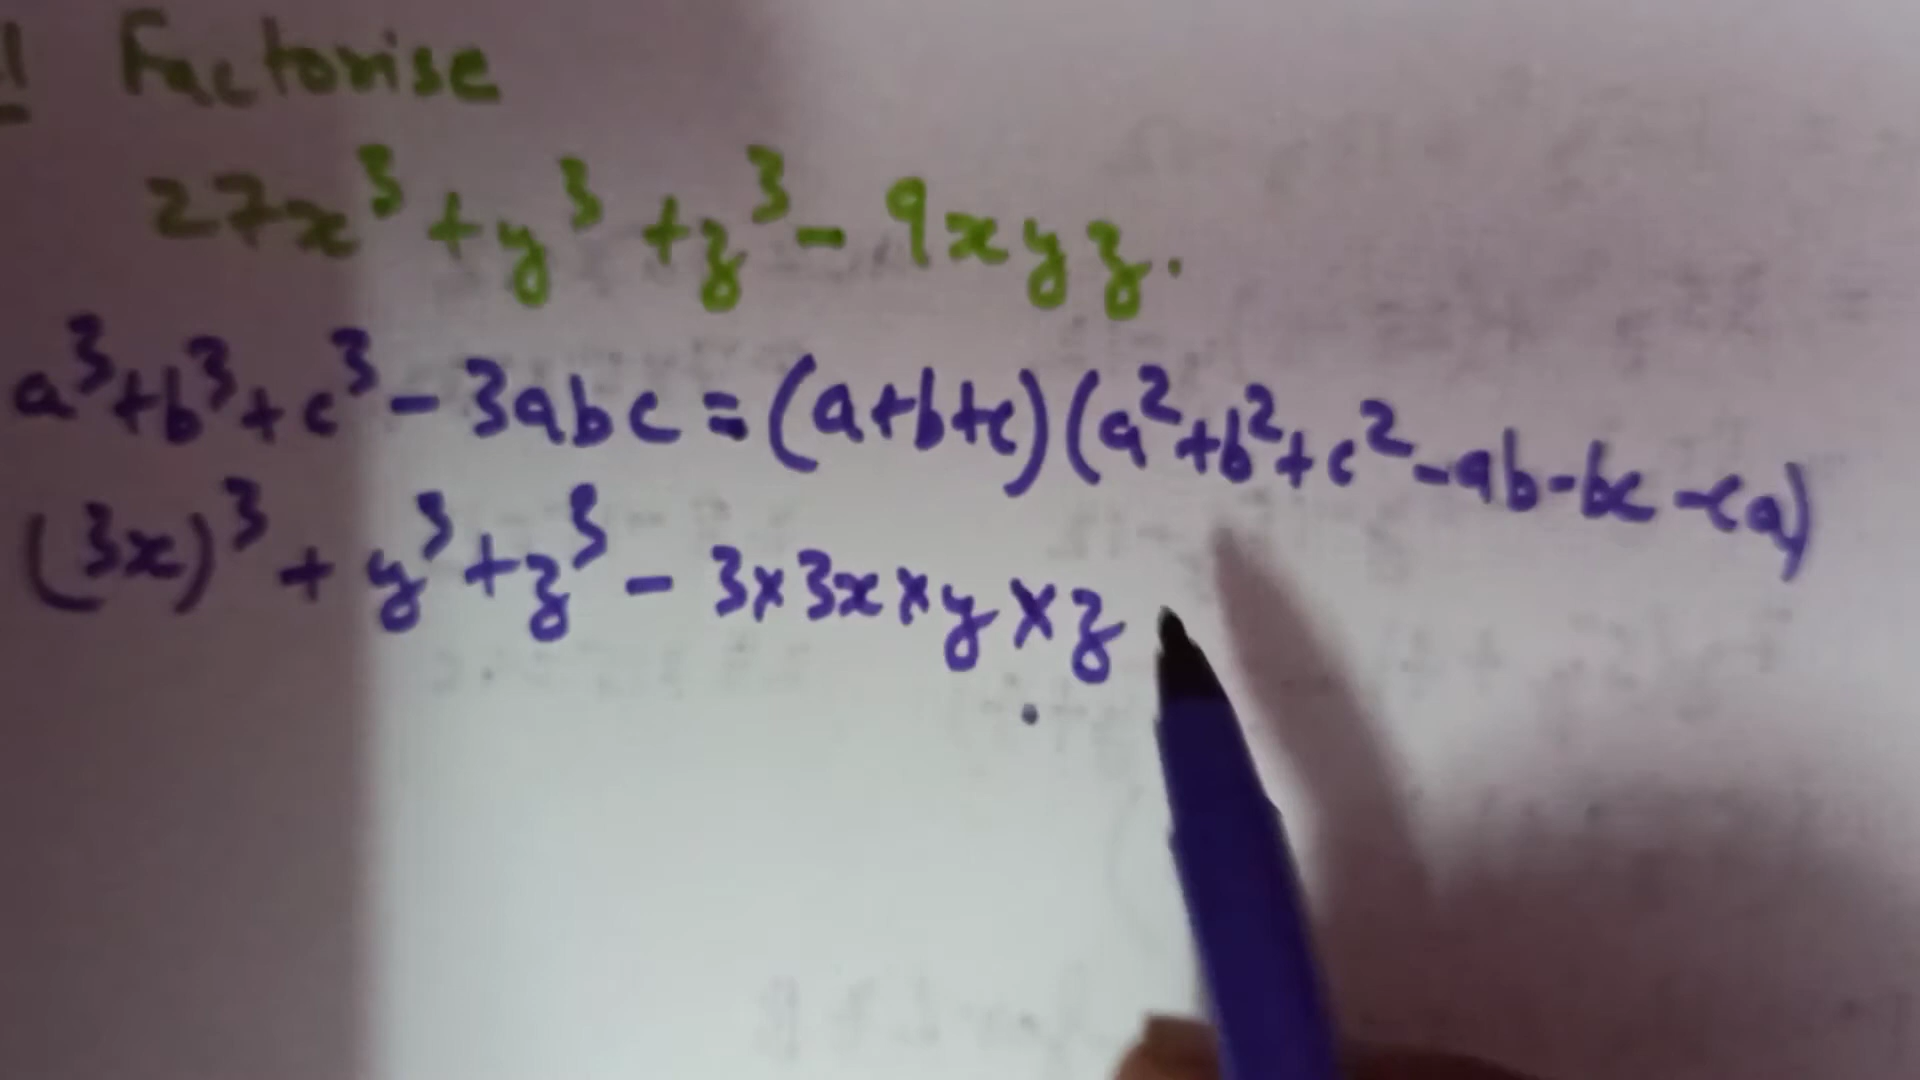 Factorise
27x³ + y³ + z³ - 9xyz.
a³+b³+c³ - 3abc = (a+b+c)(a²+b²+c²-ab-bc-ca)
(3x)³ + y³ + z³ - 3×3x×y×z